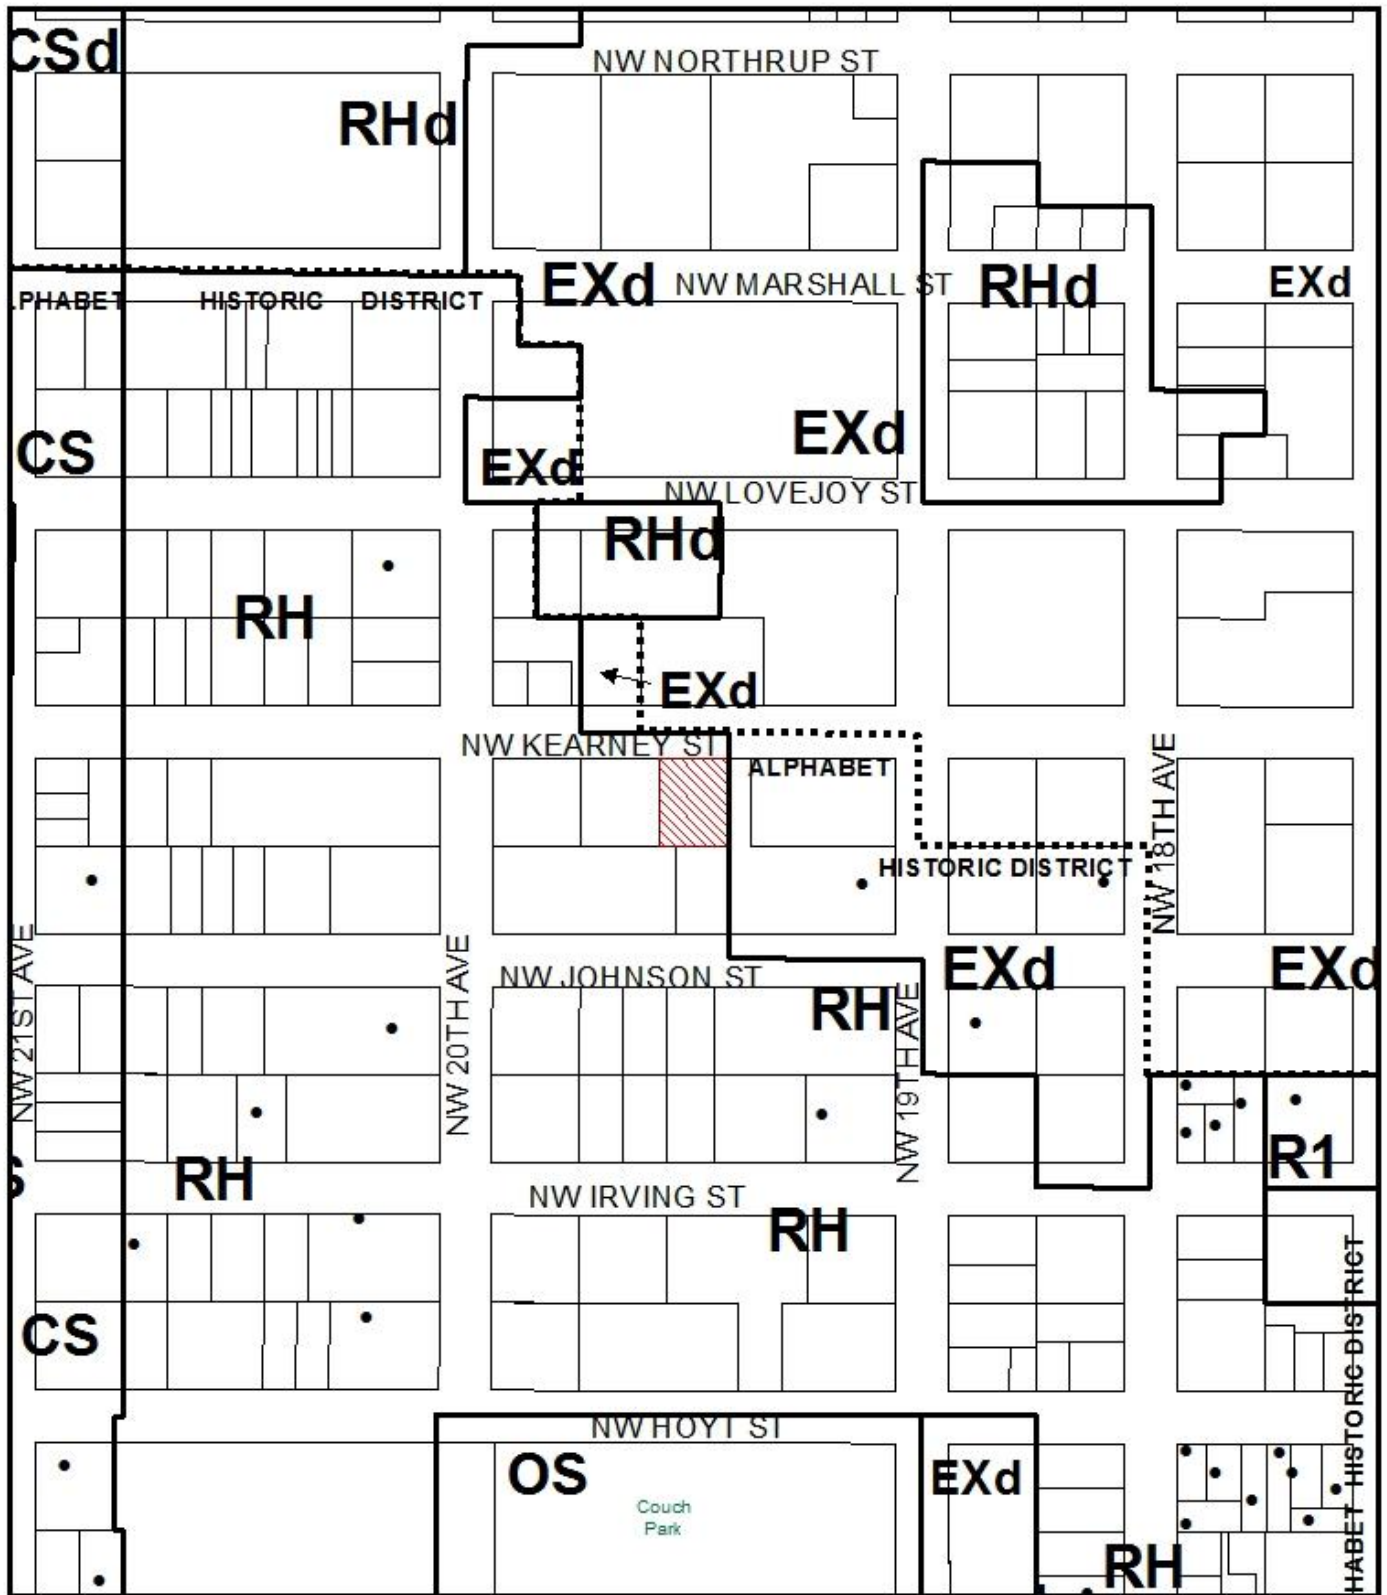 CSd
NW NORTHRUP ST
RHd
EXd
NW MARSHALL ST
RHd
EXd
LPHABET HISTORIC DISTRICT
CS
EXd
EXd
NW LOVEJOY ST
RHd
RH
EXd
NW KEARNEY ST
ALPHABET
HISTORIC DISTRICT
NW 18TH AVE
NW 21ST AVE
NW 20TH AVE
NW JOHNSON ST
EXd
EXd
RH
NW 19TH AVE
R1
S
RH
NW IRVING ST
RH
CS
HABET HISTORIC DISTRICT
NW HOYT ST
OS
EXd
Couch
Park
RH